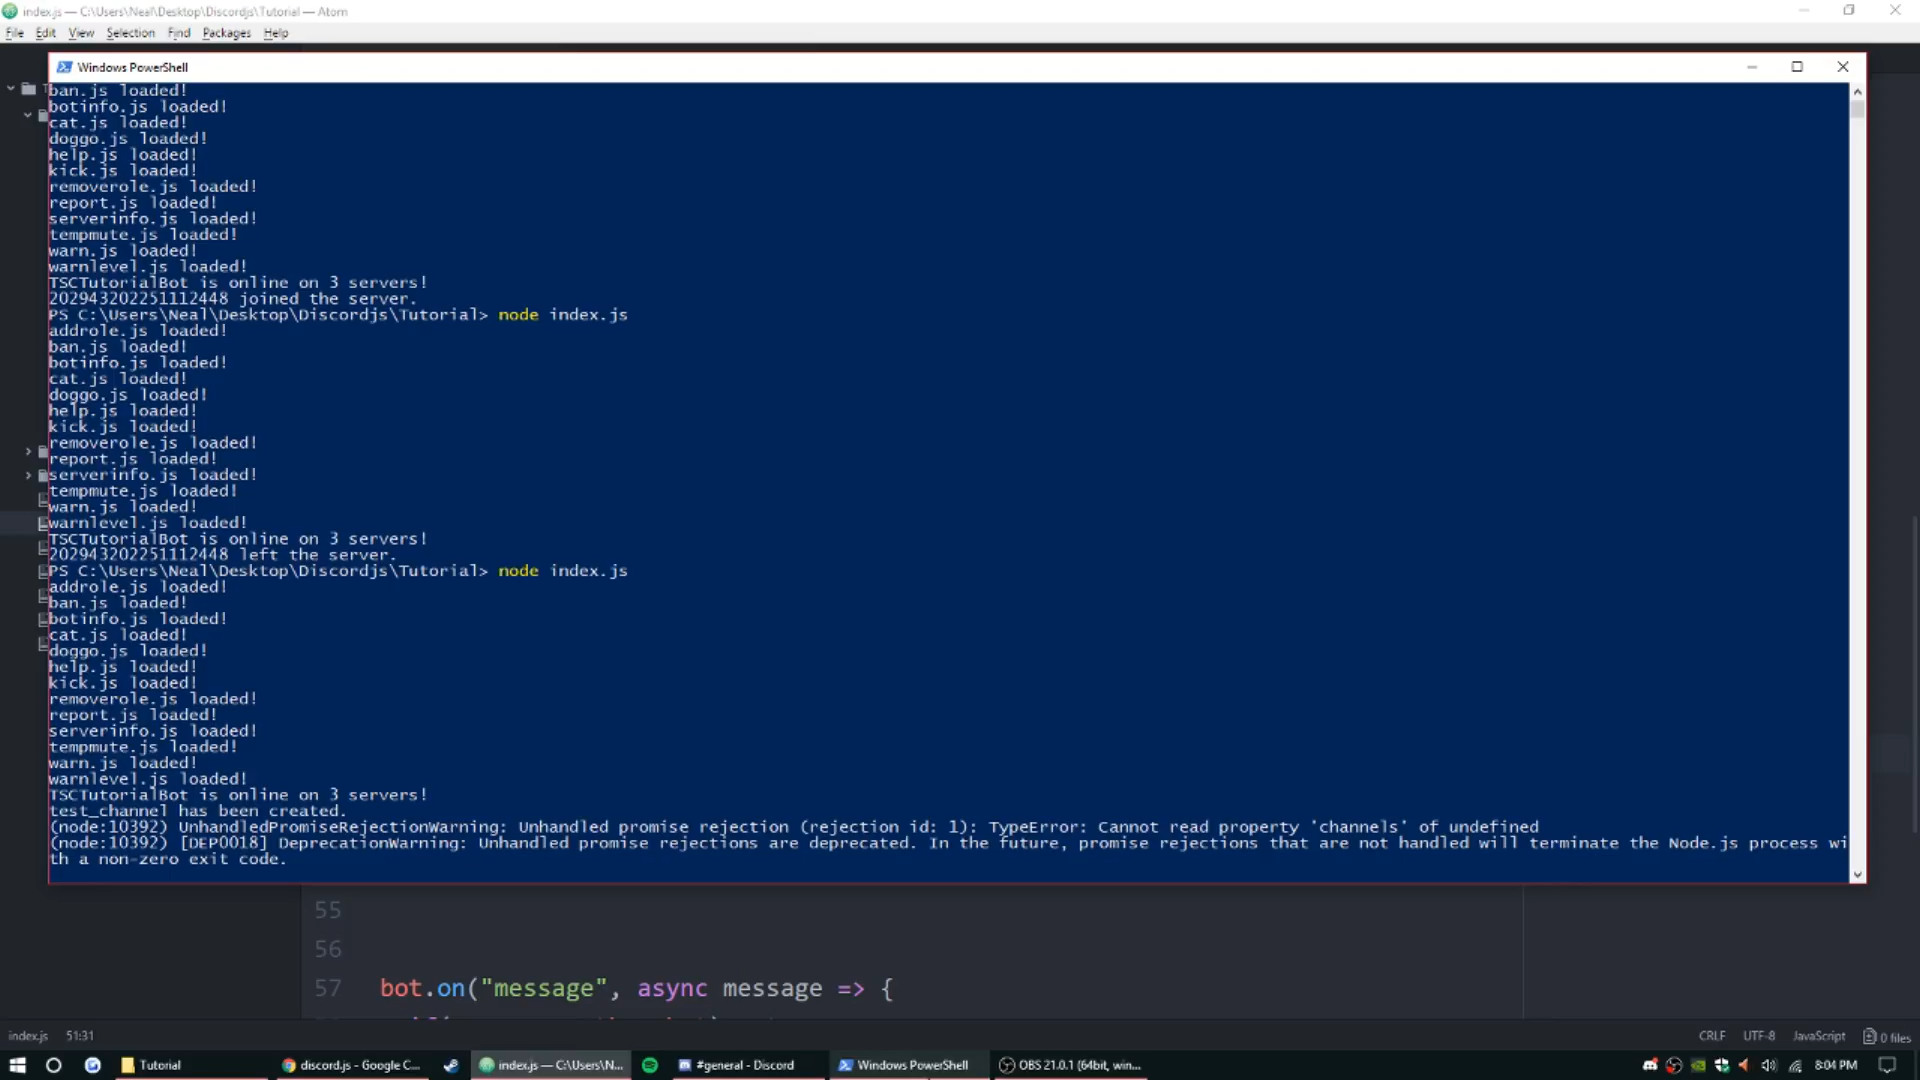 index.js — C:\Users\Neal\Desktop\Discordjs\Tutorial — Atom
File Edit View Selection Find Packages Help
Windows PowerShell
ban.js loaded!
botinfo.js loaded!
cat.js loaded!
doggo.js loaded!
help.js loaded!
kick.js loaded!
removerole.js loaded!
report.js loaded!
serverinfo.js loaded!
tempmute.js loaded!
warn.js loaded!
warnlevel.js loaded!
TSCTutorialBot is online on 3 servers!
202943202251112448 joined the server.
PS C:\Users\Neal\Desktop\Discordjs\Tutorial> node index.js
addrole.js loaded!
ban.js loaded!
botinfo.js loaded!
cat.js loaded!
doggo.js loaded!
help.js loaded!
kick.js loaded!
removerole.js loaded!
report.js loaded!
serverinfo.js loaded!
tempmute.js loaded!
warn.js loaded!
warnlevel.js loaded!
TSCTutorialBot is online on 3 servers!
202943202251112448 left the server.
PS C:\Users\Neal\Desktop\Discordjs\Tutorial> node index.js
addrole.js loaded!
ban.js loaded!
botinfo.js loaded!
cat.js loaded!
doggo.js loaded!
help.js loaded!
kick.js loaded!
removerole.js loaded!
report.js loaded!
serverinfo.js loaded!
tempmute.js loaded!
warn.js loaded!
warnlevel.js loaded!
TSCTutorialBot is online on 3 servers!
test_channel has been created.
(node:10392) UnhandledPromiseRejectionWarning: Unhandled promise rejection (rejection id: 1): TypeError: Cannot read property 'channels' of undefined
(node:10392) [DEP0018] DeprecationWarning: Unhandled promise rejections are deprecated. In the future, promise rejections that are not handled will terminate the Node.js process wi
th a non-zero exit code.
55
56
57 bot.on("message", async message => {
index.js 51:31 CRLF UTF-8 JavaScript 0 files
Tutorial discord.js - Google C... index.js — C:\Users\N... #general - Discord Windows PowerShell OBS 21.0.1 (64bit, win... 8:04 PM